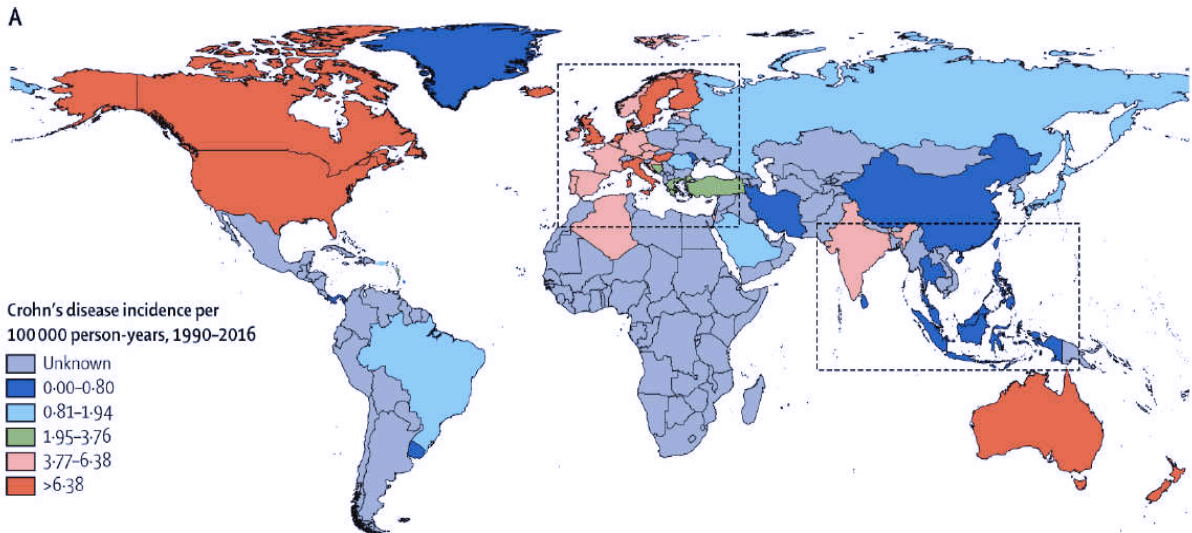 A
Crohn's disease incidence per
100 000 person-years, 1990–2016
Unknown
0·00–0·80
0·81–1·94
1·95–3·76
3·77–6·38
>6·38